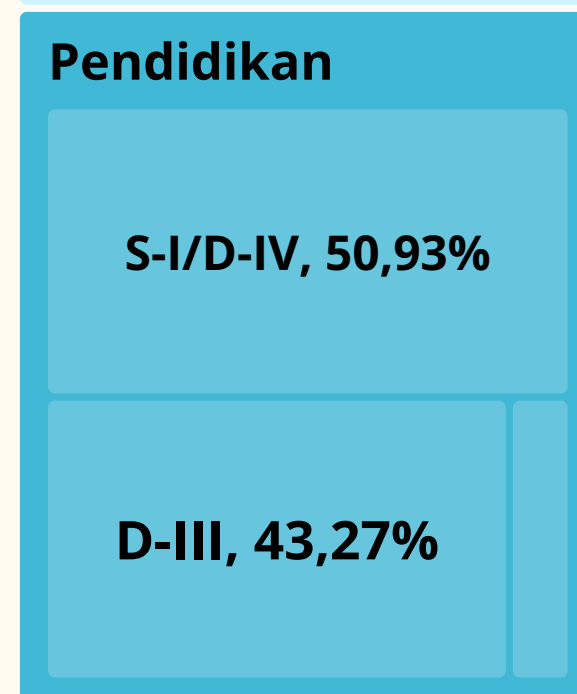 Pendidikan
S-I/D-IV, 50,93%
D-III, 43,27%